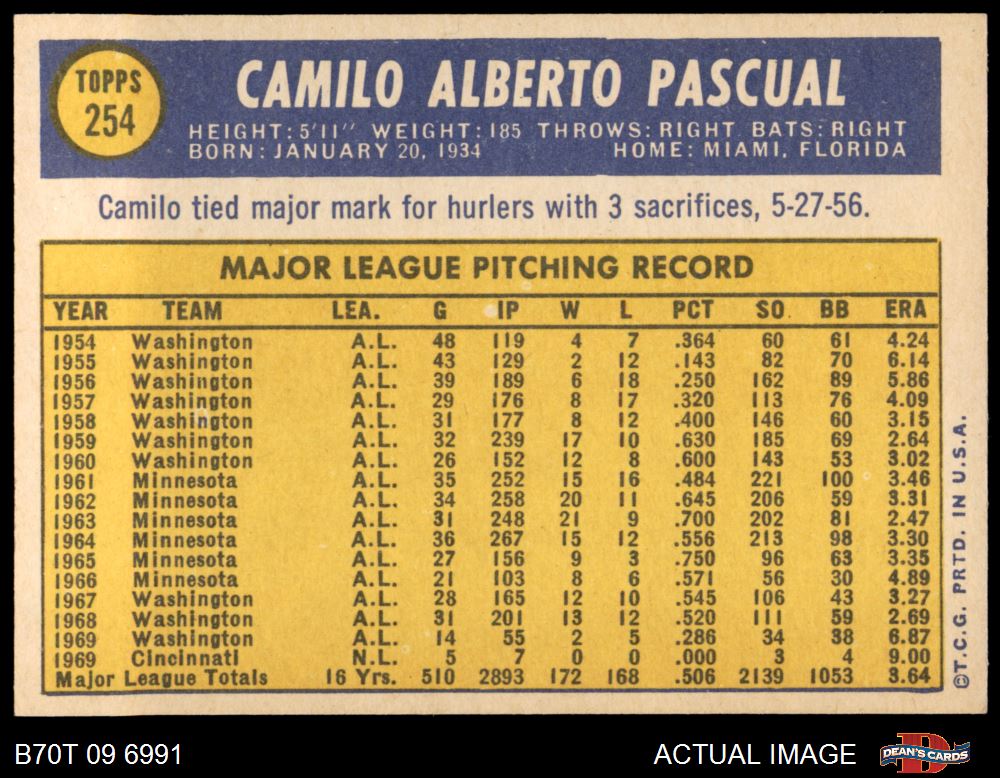 TOPPS
254
CAMILO ALBERTO PASCUAL
HEIGHT: 5'11" WEIGHT: 185 THROWS: RIGHT BATS: RIGHT
BORN: JANUARY 20, 1934 HOME: MIAMI, FLORIDA
Camilo tied major mark for hurlers with 3 sacrifices, 5-27-56.
MAJOR LEAGUE PITCHING RECORD
YEAR TEAM LEA. G IP W L PCT SO. BB ERA
1954 Washington A.L. 48 119 4 7 .364 60 61 4.24
1955 Washington A.L. 43 129 2 12 .143 82 70 6.14
1956 Washington A.L. 39 189 6 18 .250 162 89 5.86
1957 Washington A.L. 29 176 8 17 .320 113 76 4.09
1958 Washington A.L. 31 177 8 12 .400 146 60 3.15
1959 Washington A.L. 32 239 17 10 .630 185 69 2.64
1960 Washington A.L. 26 152 12 8 .600 143 53 3.02
1961 Minnesota A.L. 35 252 15 16 .484 221 100 3.46
1962 Minnesota A.L. 34 258 20 11 .645 206 59 3.31
1963 Minnesota A.L. 31 248 21 9 .700 202 81 2.47
1964 Minnesota A.L. 36 267 15 12 .556 213 98 3.30
1965 Minnesota A.L. 27 156 9 3 .750 96 63 3.35
1966 Minnesota A.L. 21 103 8 6 .571 56 30 4.89
1967 Washington A.L. 28 165 12 10 .545 106 43 3.27
1968 Washington A.L. 31 201 13 12 .520 111 59 2.69
1969 Washington A.L. 14 55 2 5 .286 34 38 6.87
1969 Cincinnati N.L. 5 7 0 0 .000 3 4 9.00
Major League Totals 16 Yrs. 510 2893 172 168 .506 2139 1053 3.64
©T.C.G. PRTD. IN U.S.A.
B70T 09 6991
ACTUAL IMAGE
DEAN'S CARDS